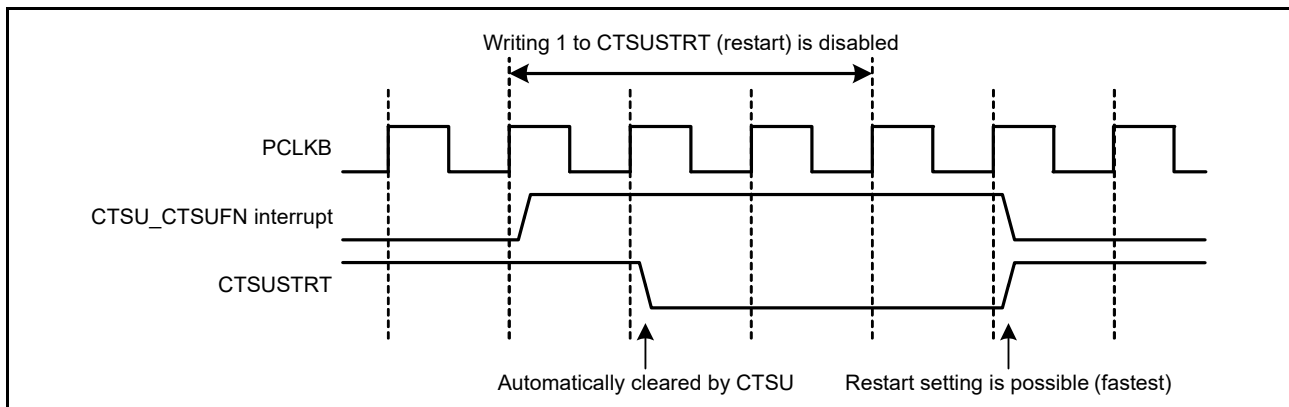 Writing 1 to CTSUSTRT (restart) is disabled
PCLKB
CTSU_CTSUFN interrupt
CTSUSTRT
Automatically cleared by CTSU
Restart setting is possible (fastest)